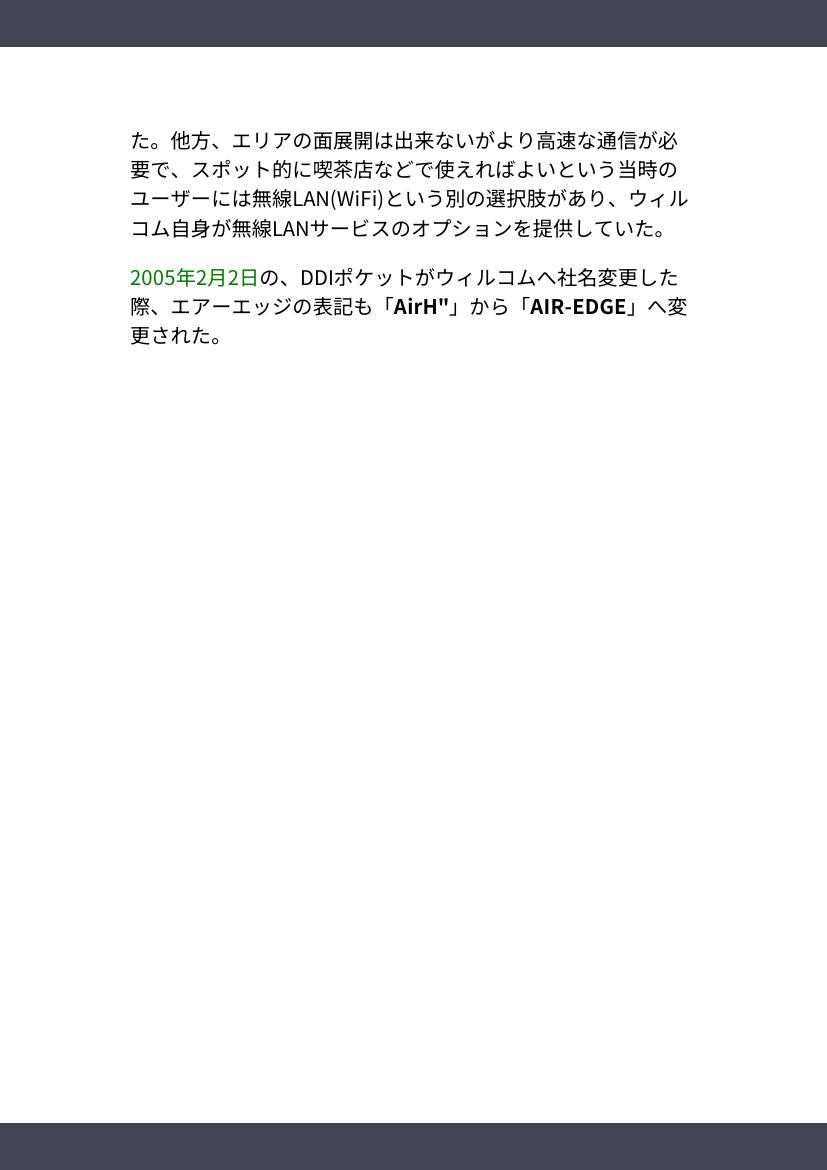 た。他方、エリアの面展開は出来ないがより高速な通信が必
要で、スポット的に喫茶店などで使えればよいという当時の
ユーザーには無線LAN(WiFi)という別の選択肢があり、ウィル
コム自身が無線LANサービスのオプションを提供していた。
2005年2月2日の、DDIポケットがウィルコムへ社名変更した
際、エアーエッジの表記も「AirH"」から「AIR-EDGE」へ変
更された。